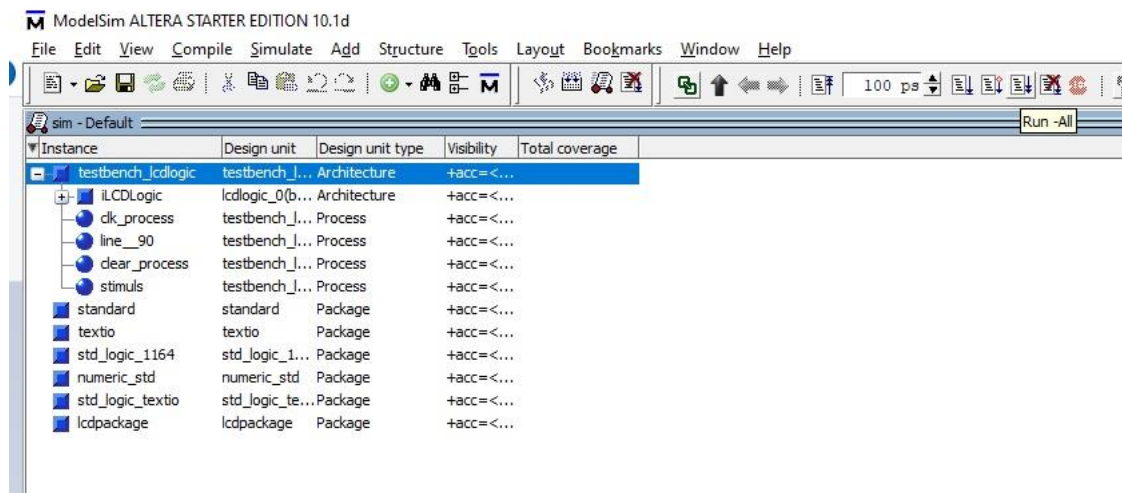 ModelSim ALTERA STARTER EDITION 10.1d
File Edit View Compile Simulate Add Structure Tools Layout Bookmarks Window Help
100 ps
sim - Default
Run -All
Instance Design unit Design unit type Visibility Total coverage
testbench_lcdlogic testbench_l... Architecture +acc=<...
iLCDLogic lcdlogic_0(b... Architecture +acc=<...
clk_process testbench_l... Process +acc=<...
line__90 testbench_l... Process +acc=<...
clear_process testbench_l... Process +acc=<...
stimuls testbench_l... Process +acc=<...
standard standard Package +acc=<...
textio textio Package +acc=<...
std_logic_1164 std_logic_1... Package +acc=<...
numeric_std numeric_std Package +acc=<...
std_logic_textio std_logic_te... Package +acc=<...
lcdpackage lcdpackage Package +acc=<...